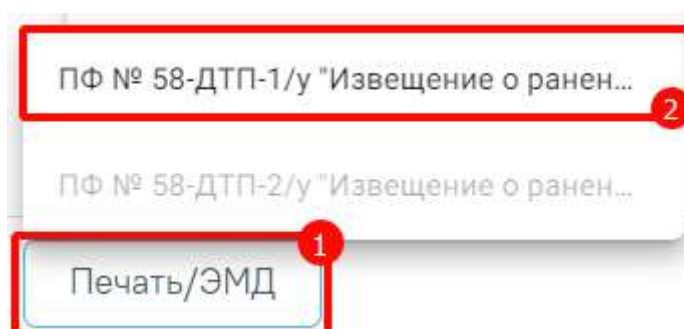 ПФ № 58-ДТП-1/у "Извещение о ранен...
2
ПФ № 58-ДТП-2/у "Извещение о ранен...
1
Печать/ЭМД